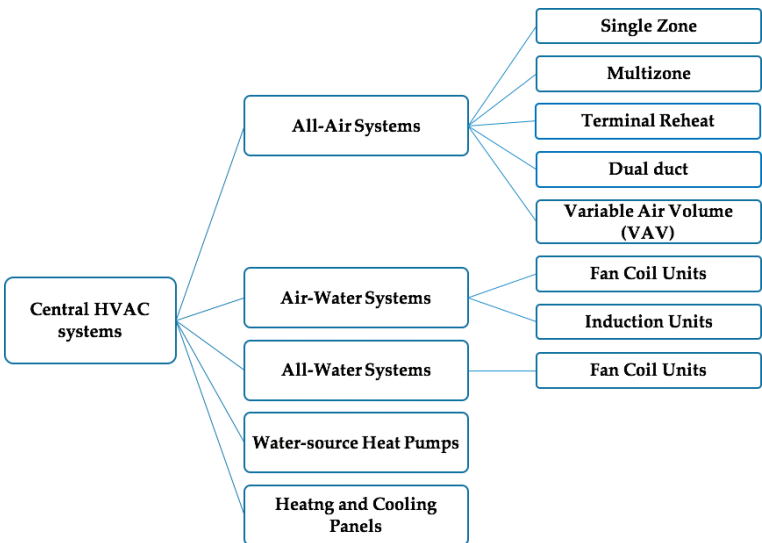 Single Zone
Multizone
All-Air Systems
Terminal Reheat
Dual duct
Variable Air Volume
(VAV)
Central HVAC
systems
Air-Water Systems
Fan Coil Units
Induction Units
All-Water Systems
Fan Coil Units
Water-source Heat Pumps
Heatng and Cooling
Panels